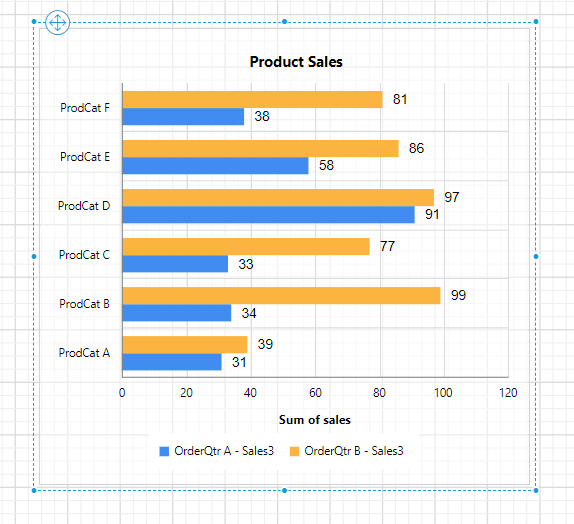 Product Sales
ProdCat F
81
38
ProdCat E
86
58
ProdCat D
97
91
ProdCat C
77
33
ProdCat B
99
34
ProdCat A
39
31
0 20 40 60 80 100 120
Sum of sales
OrderQtr A - Sales3 OrderQtr B - Sales3